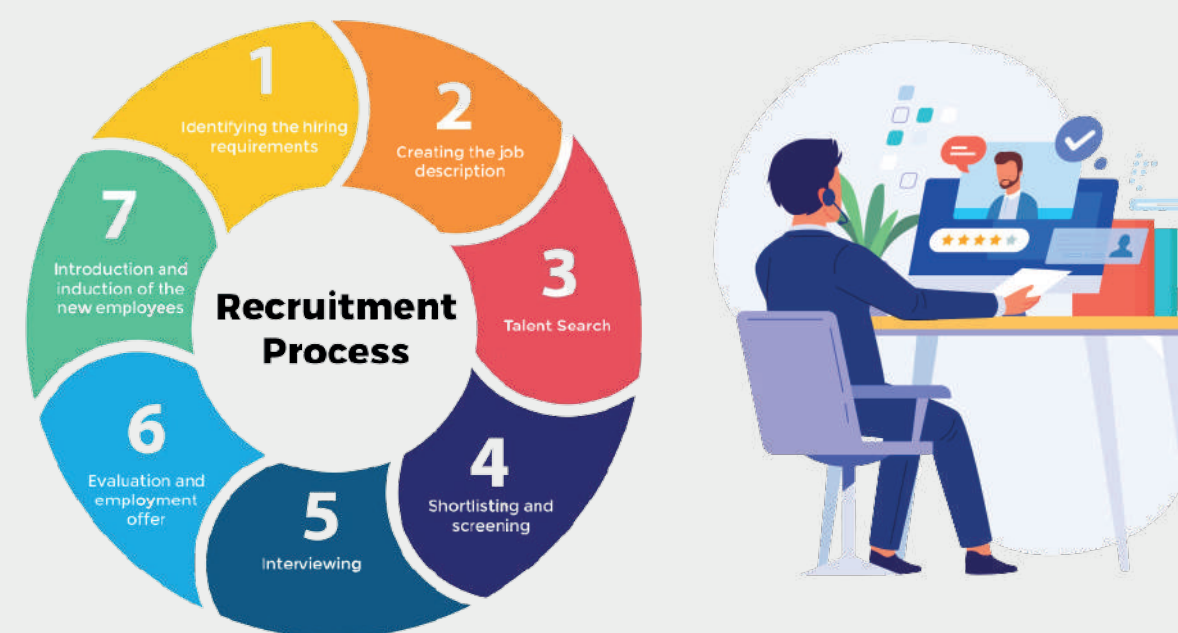 1
Identifying the hiring
requirements
2
Creating the job
description
3
Talent Search
4
Shortlisting and
screening
5
Interviewing
6
Evaluation and
employment
offer
7
Introduction and
induction of the
new employees
Recruitment
Process